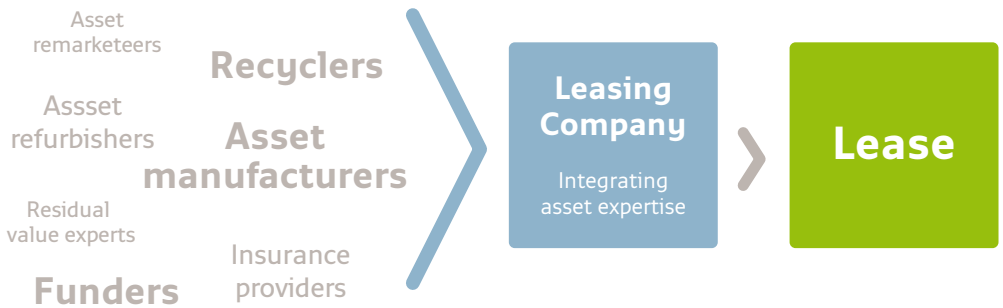 Asset
remarketeers
Recyclers
Assset
refurbishers
Asset
manufacturers
Residual
value experts
Insurance
providers
Funders
Leasing
Company
Integrating
asset expertise
Lease